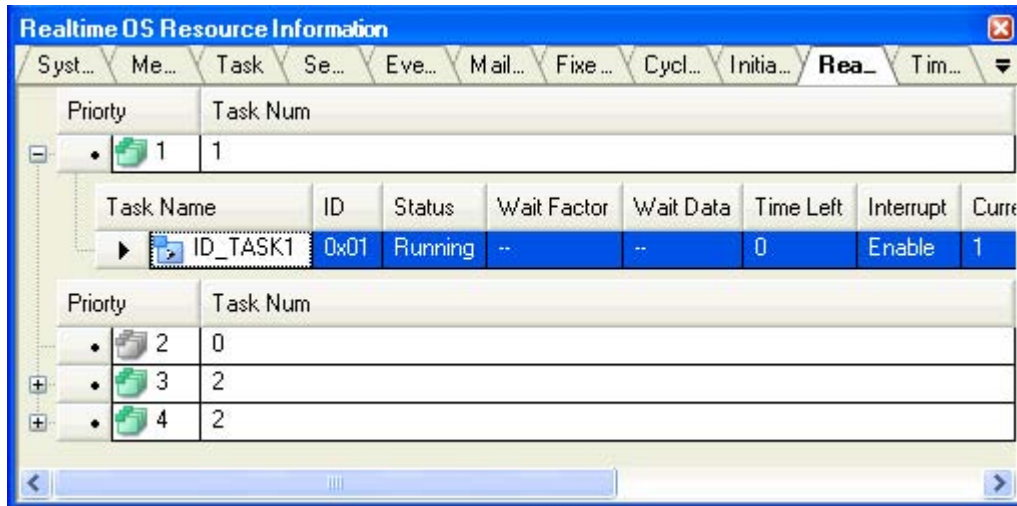 Realtime OS Resource Information
Syst... Me... Task Se... Eve... Mail... Fixe... Cycl... Initia... Rea... Tim...
Priorty Task Num
1 1
Task Name ID Status Wait Factor Wait Data Time Left Interrupt Curre
ID_TASK1 0x01 Running -- -- 0 Enable 1
Priorty Task Num
2 0
3 2
4 2